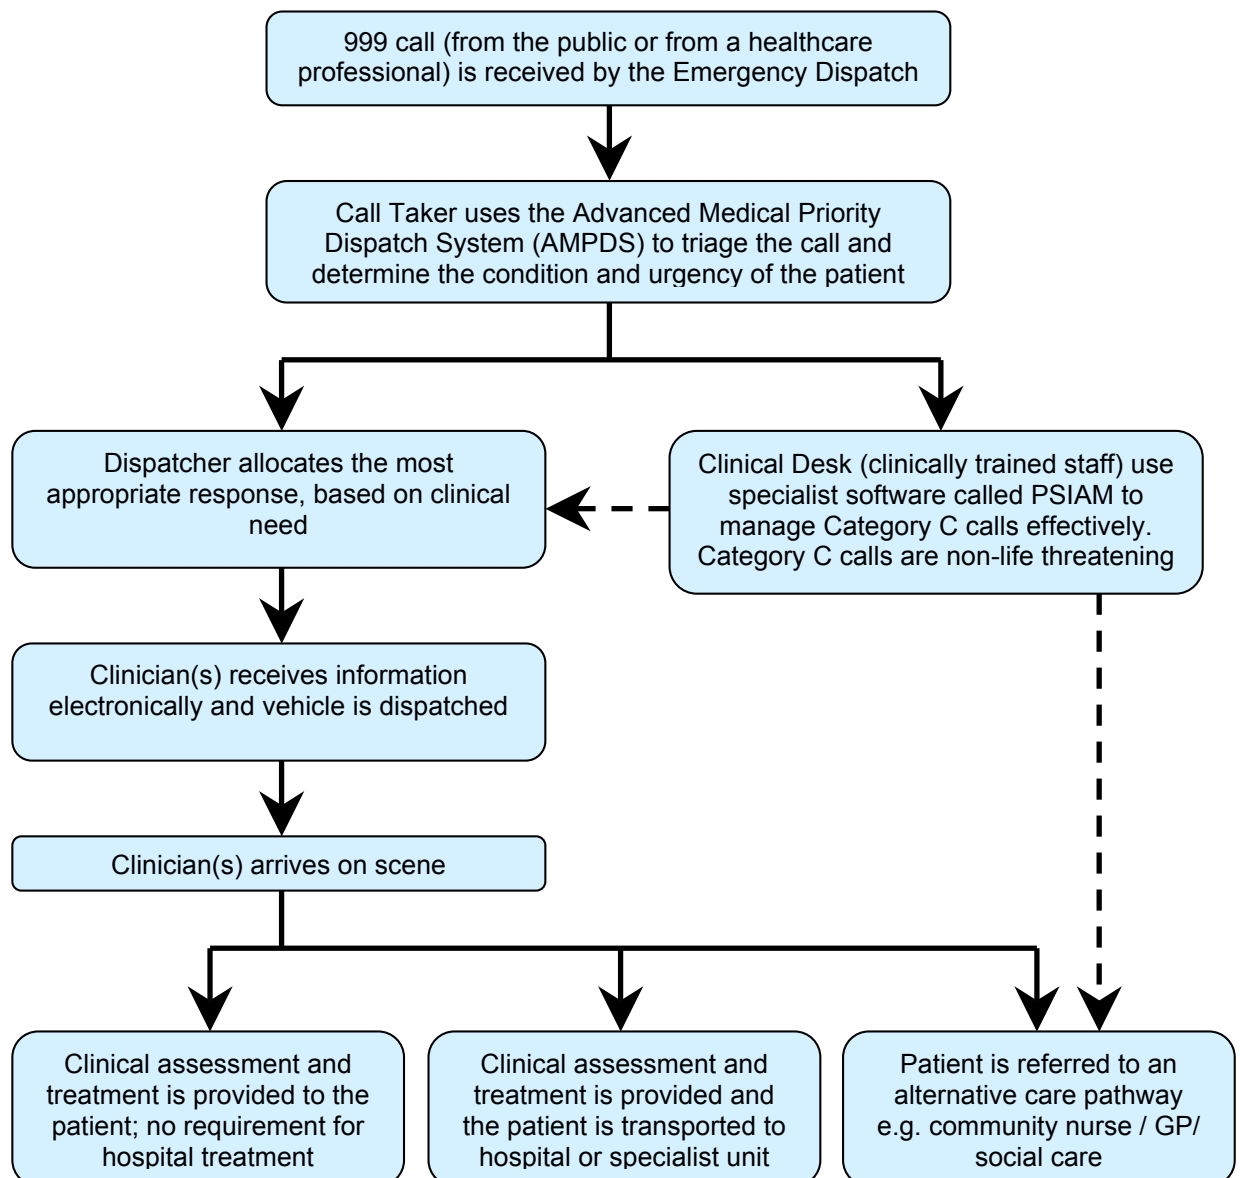 999 call (from the public or from a healthcare
professional) is received by the Emergency Dispatch
Call Taker uses the Advanced Medical Priority
Dispatch System (AMPDS) to triage the call and
determine the condition and urgency of the patient
Dispatcher allocates the most
appropriate response, based on clinical
need
Clinical Desk (clinically trained staff) use
specialist software called PSIAM to
manage Category C calls effectively.
Category C calls are non-life threatening
Clinician(s) receives information
electronically and vehicle is dispatched
Clinician(s) arrives on scene
Clinical assessment and
treatment is provided to the
patient; no requirement for
hospital treatment
Clinical assessment and
treatment is provided and
the patient is transported to
hospital or specialist unit
Patient is referred to an
alternative care pathway
e.g. community nurse / GP/
social care